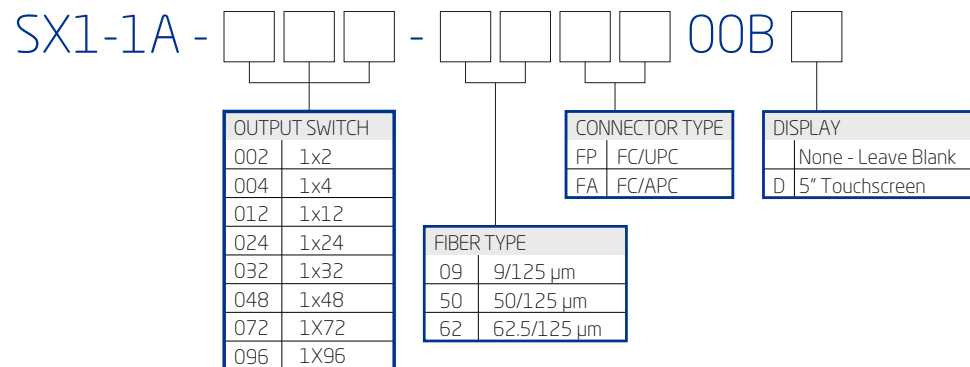 SX1-1A - - 00B
OUTPUT SWITCH
002 1x2
004 1x4
012 1x12
024 1x24
032 1x32
048 1x48
072 1X72
096 1X96
FIBER TYPE
09 9/125 µm
50 50/125 µm
62 62.5/125 µm
CONNECTOR TYPE
FP FC/UPC
FA FC/APC
DISPLAY
None - Leave Blank
D 5" Touchscreen